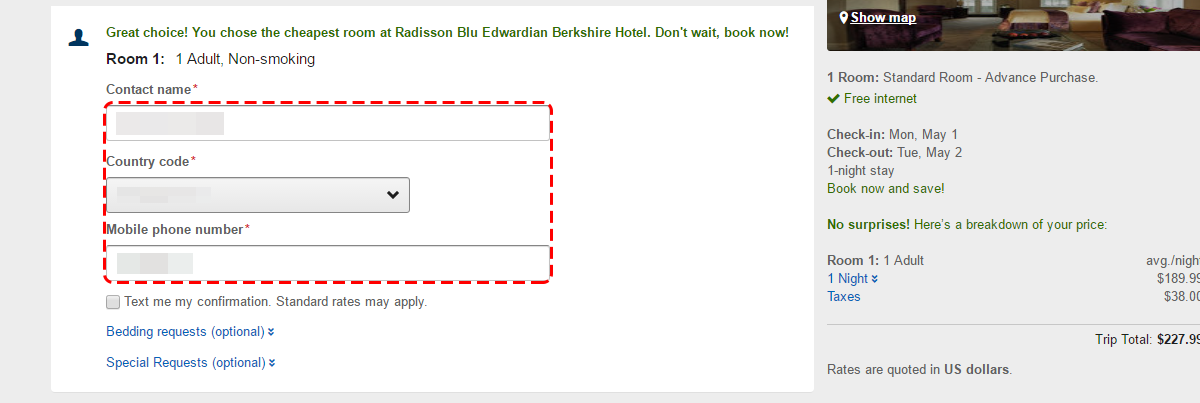 Great choice! You chose the cheapest room at Radisson Blu Edwardian Berkshire Hotel. Don't wait, book now!
Room 1: 1 Adult, Non-smoking
Contact name*
Country code*
Mobile phone number*
Text me my confirmation. Standard rates may apply.
Bedding requests (optional)
Special Requests (optional)
Show map
1 Room: Standard Room - Advance Purchase.
Free internet
Check-in: Mon, May 1
Check-out: Tue, May 2
1-night stay
Book now and save!
No surprises! Here's a breakdown of your price:
Room 1: 1 Adult avg./night
1 Night $189.99
Taxes $38.00
Trip Total: $227.99
Rates are quoted in US dollars.